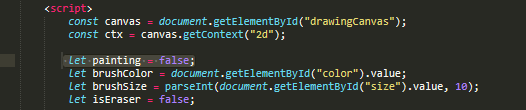 <script>
const canvas = document.getElementById("drawingCanvas");
const ctx = canvas.getContext("2d");
let painting = false;
let brushColor = document.getElementById("color").value;
let brushSize = parseInt(document.getElementById("size").value, 10);
let isEraser = false;